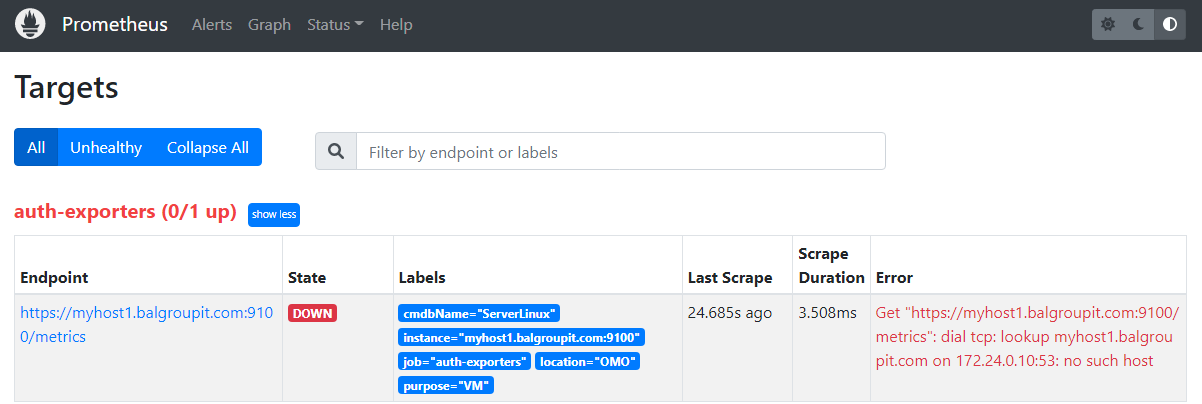 Prometheus Alerts Graph Status Help
Targets
All Unhealthy Collapse All
Filter by endpoint or labels
auth-exporters (0/1 up) show less
Endpoint State Labels Last Scrape Scrape Duration Error
https://myhost1.balgroupit.com:910
0/metrics
DOWN
cmdbName="ServerLinux"
instance="myhost1.balgroupit.com:9100"
job="auth-exporters" location="OMO"
purpose="VM"
24.685s ago
3.508ms
Get "https://myhost1.balgroupit.com:9100/
metrics": dial tcp: lookup myhost1.balgrou
pit.com on 172.24.0.10:53: no such host